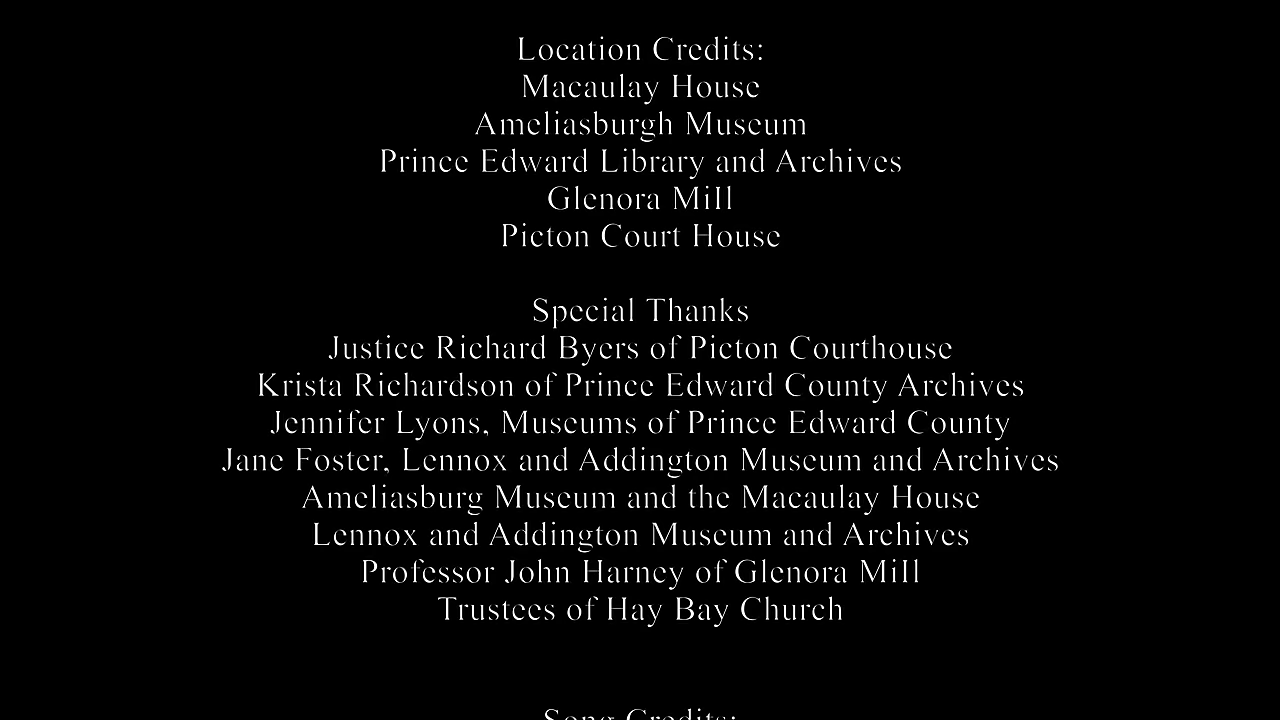 Location Credits:
Macaulay House
Ameliasburgh Museum
Prince Edward Library and Archives
Glenora Mill
Picton Court House
Special Thanks
Justice Richard Byers of Picton Courthouse
Krista Richardson of Prince Edward County Archives
Jennifer Lyons, Museums of Prince Edward County
Jane Foster, Lennox and Addington Museum and Archives
Ameliasburg Museum and the Macaulay House
Lennox and Addington Museum and Archives
Professor John Harney of Glenora Mill
Trustees of Hay Bay Church
Song Credits: